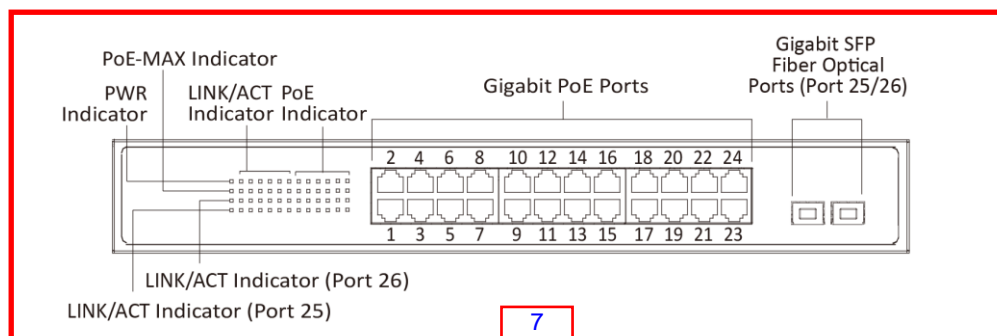 PoE-MAX Indicator
PWR
Indicator
LINK/ACT PoE
Indicator Indicator
Gigabit PoE Ports
Gigabit SFP
Fiber Optical
Ports (Port 25/26)
2 4 6 8 10 12 14 16 18 20 22 24
1 3 5 7 9 11 13 15 17 19 21 23
LINK/ACT Indicator (Port 26)
LINK/ACT Indicator (Port 25)
7